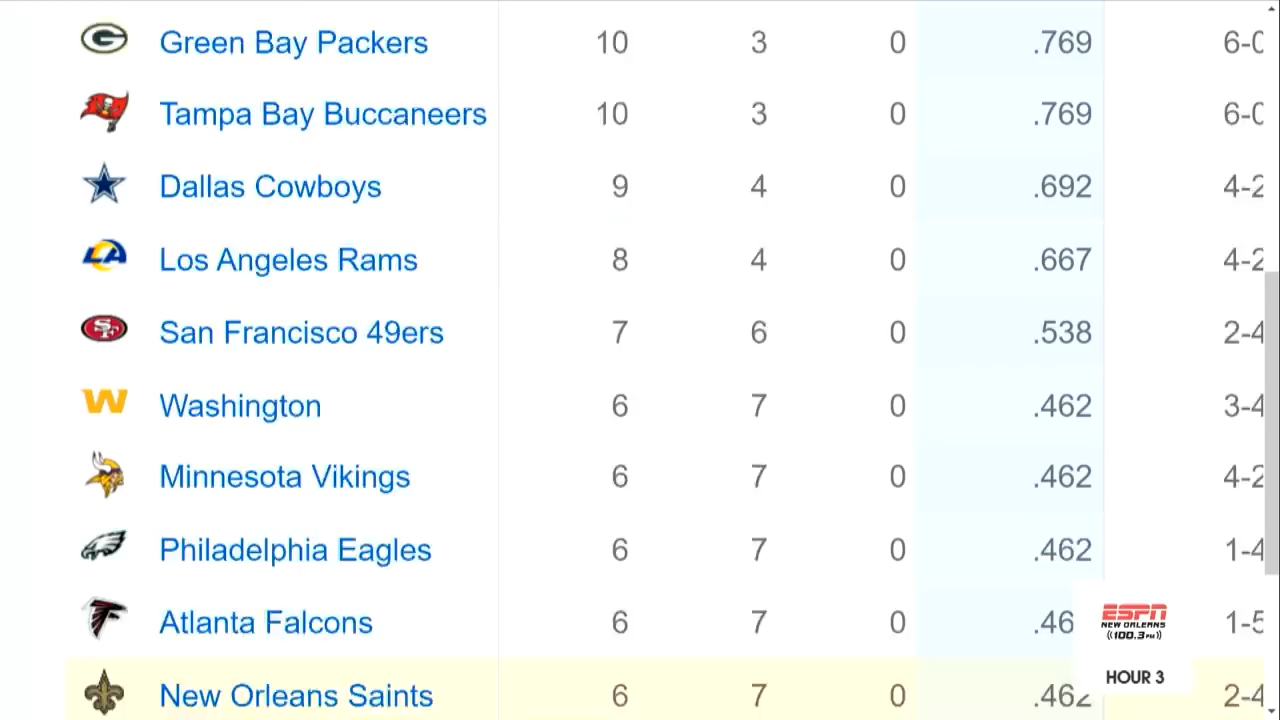 Green Bay Packers 10 3 0 .769 6-0
Tampa Bay Buccaneers 10 3 0 .769 6-0
Dallas Cowboys 9 4 0 .692 4-2
Los Angeles Rams 8 4 0 .667 4-2
San Francisco 49ers 7 6 0 .538 2-4
Washington 6 7 0 .462 3-4
Minnesota Vikings 6 7 0 .462 4-2
Philadelphia Eagles 6 7 0 .462 1-4
Atlanta Falcons 6 7 0 .46 1-5
New Orleans Saints 6 7 0 .462 2-4
ESPN
NEW ORLEANS
((100.3 FM))
HOUR 3